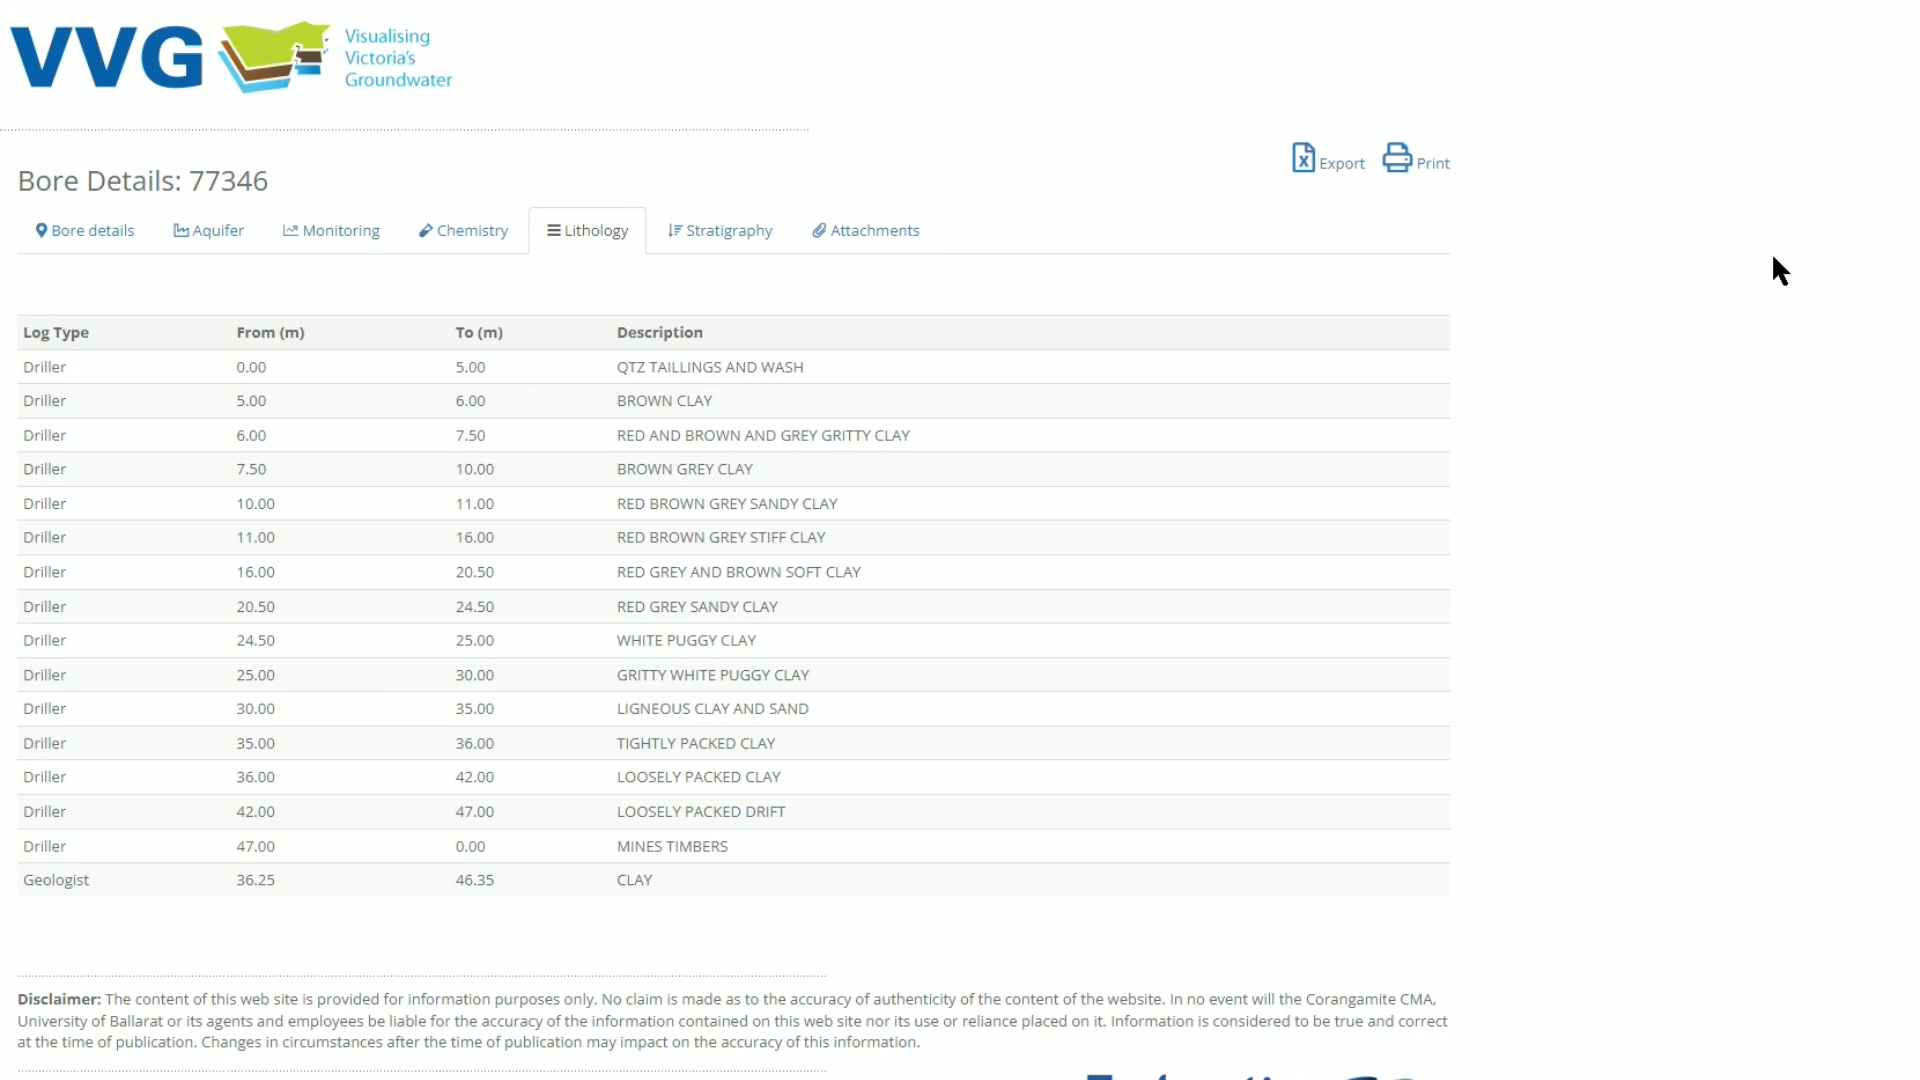 VVG Visualising
Victoria's
Groundwater
Export Print
Bore Details: 77346
Bore details Aquifer Monitoring Chemistry Lithology Stratigraphy Attachments
Log Type From (m) To (m) Description
Driller 0.00 5.00 QTZ TAILLINGS AND WASH
Driller 5.00 6.00 BROWN CLAY
Driller 6.00 7.50 RED AND BROWN AND GREY GRITTY CLAY
Driller 7.50 10.00 BROWN GREY CLAY
Driller 10.00 11.00 RED BROWN GREY SANDY CLAY
Driller 11.00 16.00 RED BROWN GREY STIFF CLAY
Driller 16.00 20.50 RED GREY AND BROWN SOFT CLAY
Driller 20.50 24.50 RED GREY SANDY CLAY
Driller 24.50 25.00 WHITE PUGGY CLAY
Driller 25.00 30.00 GRITTY WHITE PUGGY CLAY
Driller 30.00 35.00 LIGNEOUS CLAY AND SAND
Driller 35.00 36.00 TIGHTLY PACKED CLAY
Driller 36.00 42.00 LOOSELY PACKED CLAY
Driller 42.00 47.00 LOOSELY PACKED DRIFT
Driller 47.00 0.00 MINES TIMBERS
Geologist 36.25 46.35 CLAY
Disclaimer: The content of this web site is provided for information purposes only. No claim is made as to the accuracy of authenticity of the content of the website. In no event will the Corangamite CMA,
University of Ballarat or its agents and employees be liable for the accuracy of the information contained on this web site nor its use or reliance placed on it. Information is considered to be true and correct
at the time of publication. Changes in circumstances after the time of publication may impact on the accuracy of this information.